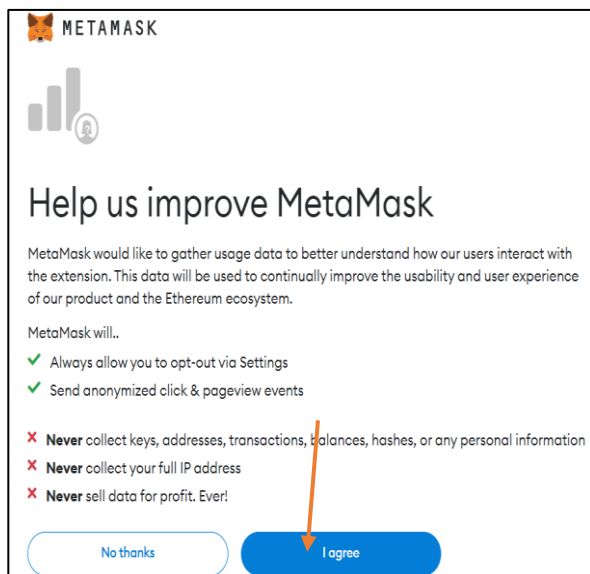 METAMASK
Help us improve MetaMask
MetaMask would like to gather usage data to better understand how our users interact with
the extension. This data will be used to continually improve the usability and user experience
of our product and the Ethereum ecosystem.
MetaMask will..
Always allow you to opt-out via Settings
Send anonymized click & pageview events
Never collect keys, addresses, transactions, balances, hashes, or any personal information
Never collect your full IP address
Never sell data for profit. Ever!
No thanks
I agree